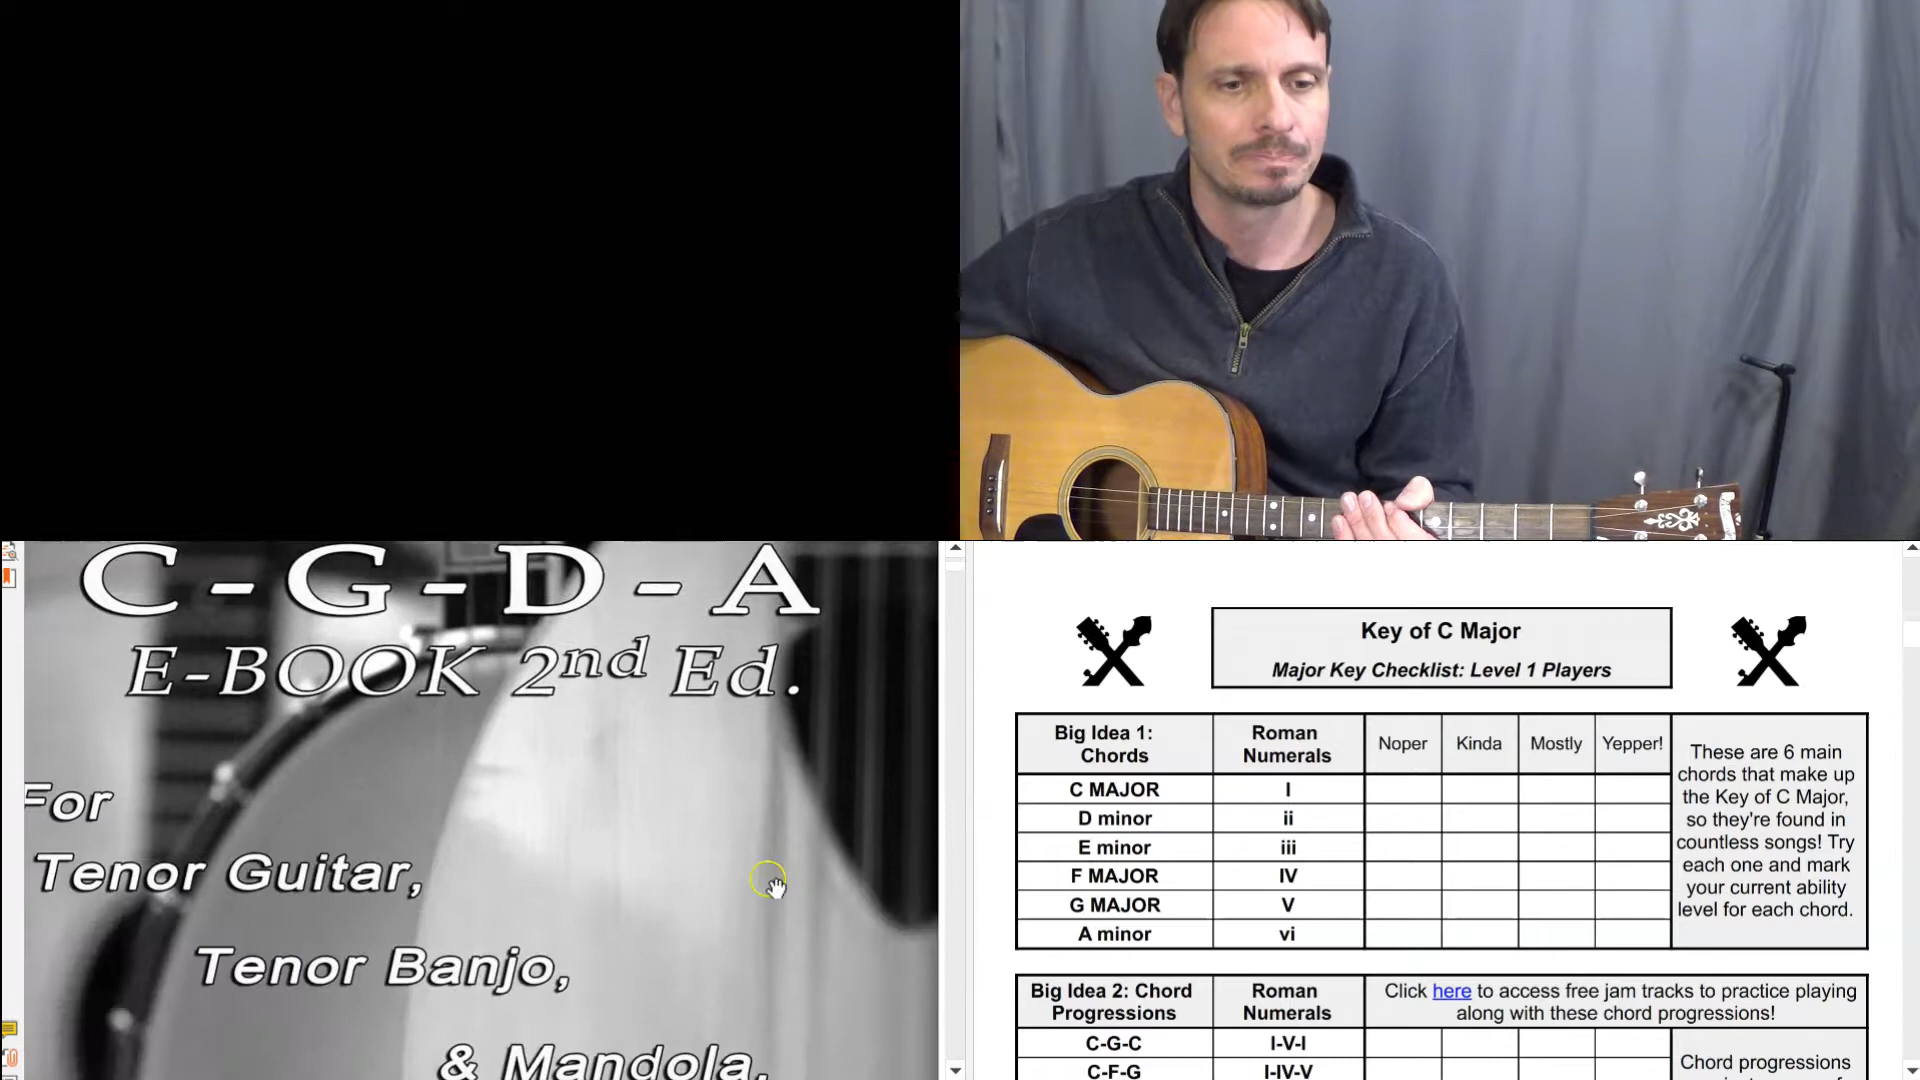 C - G - D - A
E-BOOK 2nd Ed.
For
Tenor Guitar,
Tenor Banjo,
& Mandola.
Key of C Major
Major Key Checklist: Level 1 Players
Big Idea 1: Chords
Roman Numerals
Noper
Kinda
Mostly
Yepper!
C MAJOR I
D minor ii
E minor iii
F MAJOR IV
G MAJOR V
A minor vi
These are 6 main
chords that make up
the Key of C Major,
so they're found in
countless songs! Try
each one and mark
your current ability
level for each chord.
Big Idea 2: Chord
Progressions
Roman
Numerals
Click here to access free jam tracks to practice playing
along with these chord progressions!
C-G-C I-V-I
C-F-G I-IV-V
Chord progressions